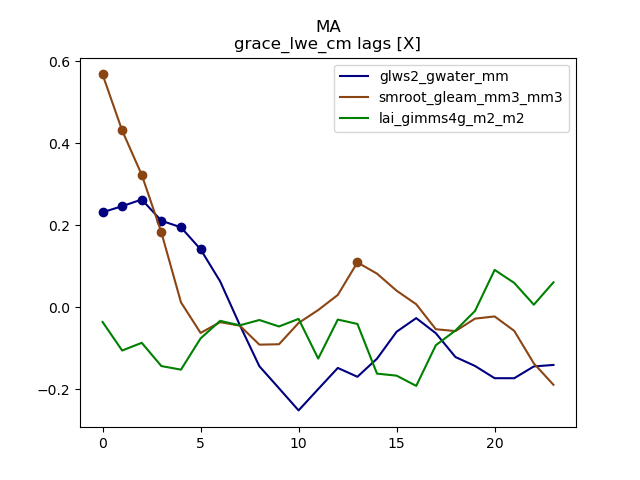 MA
grace_lwe_cm lags [X]
0.6
0.4
0.2
0.0
−0.2
0
5
10
15
20
glws2_gwater_mm
smroot_gleam_mm3_mm3
lai_gimms4g_m2_m2